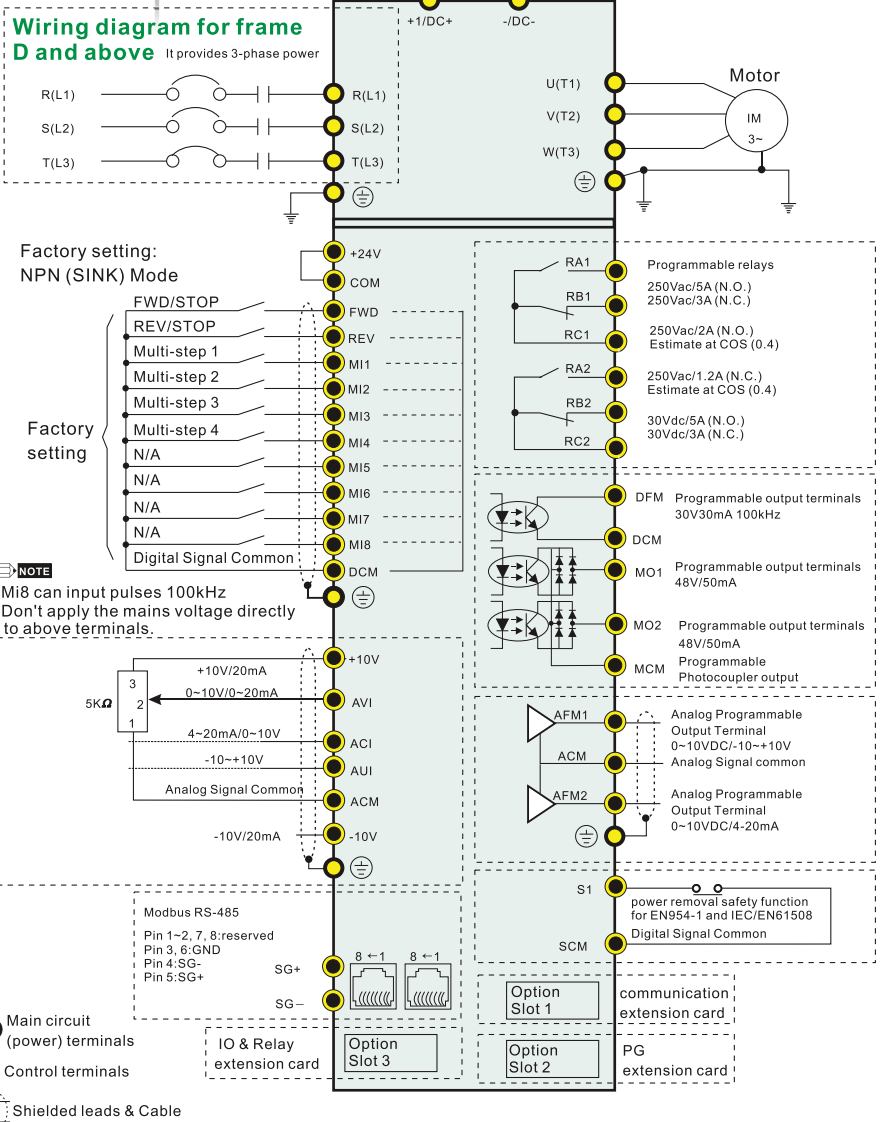 +1/DC+
-/DC-
Wiring diagram for frame
D and above It provides 3-phase power
R(L1)
R(L1)
S(L2)
S(L2)
T(L3)
T(L3)
U(T1)
V(T2)
W(T3)
Motor
IM
3~
Factory setting:
NPN (SINK) Mode
+24V
COM
FWD/STOP
FWD
REV/STOP
REV
Multi-step 1
MI1
Multi-step 2
MI2
Multi-step 3
MI3
Multi-step 4
MI4
N/A
MI5
N/A
MI6
N/A
MI7
N/A
MI8
Digital Signal Common
DCM
Factory
setting
NOTE
Mi8 can input pulses 100kHz
Don't apply the mains voltage directly
to above terminals.
RA1
RB1
RC1
RA2
RB2
RC2
Programmable relays
250Vac/5A (N.O.)
250Vac/3A (N.C.)
250Vac/2A (N.O.)
Estimate at COS (0.4)
250Vac/1.2A (N.C.)
Estimate at COS (0.4)
30Vdc/5A (N.O.)
30Vdc/3A (N.C.)
DFM
Programmable output terminals
30V30mA 100kHz
DCM
MO1
Programmable output terminals
48V/50mA
MO2
Programmable output terminals
48V/50mA
MCM
Programmable
Photocoupler output
+10V
+10V/20mA
3
2
1
5KΩ
0~10V/0~20mA
AVI
4~20mA/0~10V
ACI
-10~+10V
AUI
Analog Signal Common
ACM
-10V/20mA
-10V
AFM1
Analog Programmable
Output Terminal
0~10VDC/-10~+10V
ACM
Analog Signal common
AFM2
Analog Programmable
Output Terminal
0~10VDC/4-20mA
S1
power removal safety function
for EN954-1 and IEC/EN61508
Digital Signal Common
SCM
Modbus RS-485
Pin 1~2, 7, 8:reserved
Pin 3, 6:GND
Pin 4:SG-
Pin 5:SG+
SG+
SG−
8 ←1
8 ←1
Option
Slot 1
communication
extension card
Main circuit
(power) terminals
IO & Relay
extension card
Option
Slot 3
Option
Slot 2
PG
extension card
Control terminals
Shielded leads & Cable